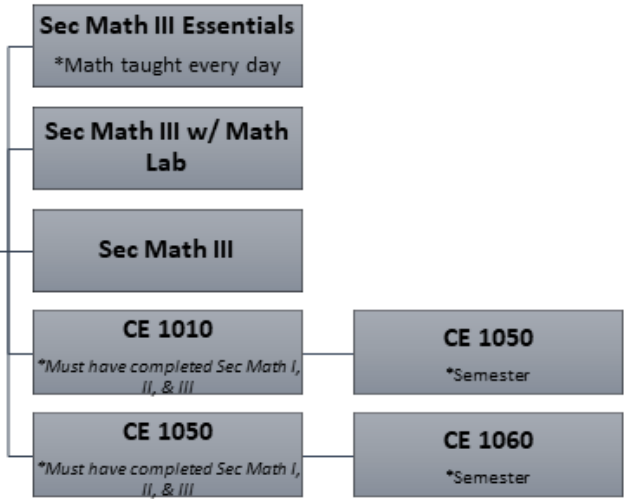 Sec Math III Essentials
*Math taught every day
Sec Math III w/ Math
Lab
Sec Math III
CE 1010
*Must have completed Sec Math I,
II, & III
CE 1050
*Semester
CE 1050
*Must have completed Sec Math I,
II, & III
CE 1060
*Semester